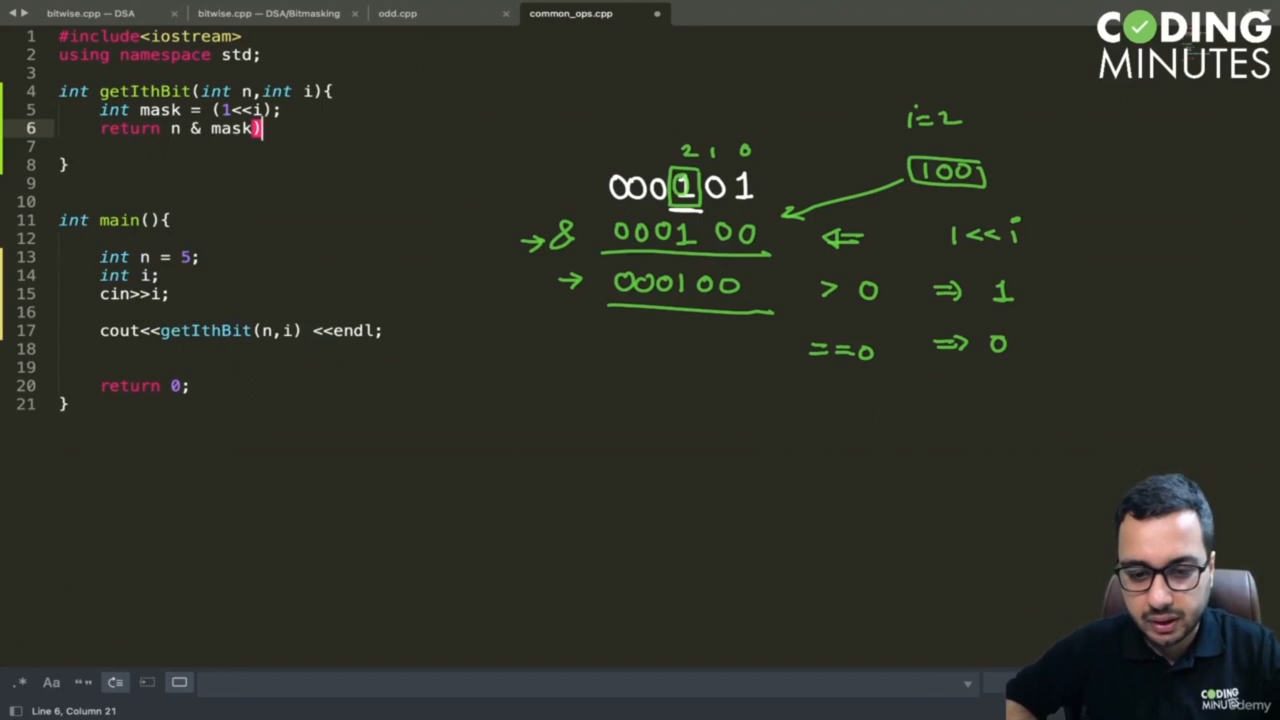 bitwise.cpp — DSA
bitwise.cpp — DSA/Bitmasking
odd.cpp
common_ops.cpp
CODING
MINUTES
1 #include<iostream>
2 using namespace std;
3
4 int getIthBit(int n,int i){
5 int mask = (1<<i);
6 return n & mask)
7
8 }
9
10
11 int main(){
12
13 int n = 5;
14 int i;
15 cin>>i;
16
17 cout<<getIthBit(n,i) <<endl;
18
19
20 return 0;
21 }
i=2
2 1 0
000101
100
& 000100
1<<i
000100
> 0 => 1
==0 => 0
.* Aa “”
Line 6, Column 21
CODING
MINUTES